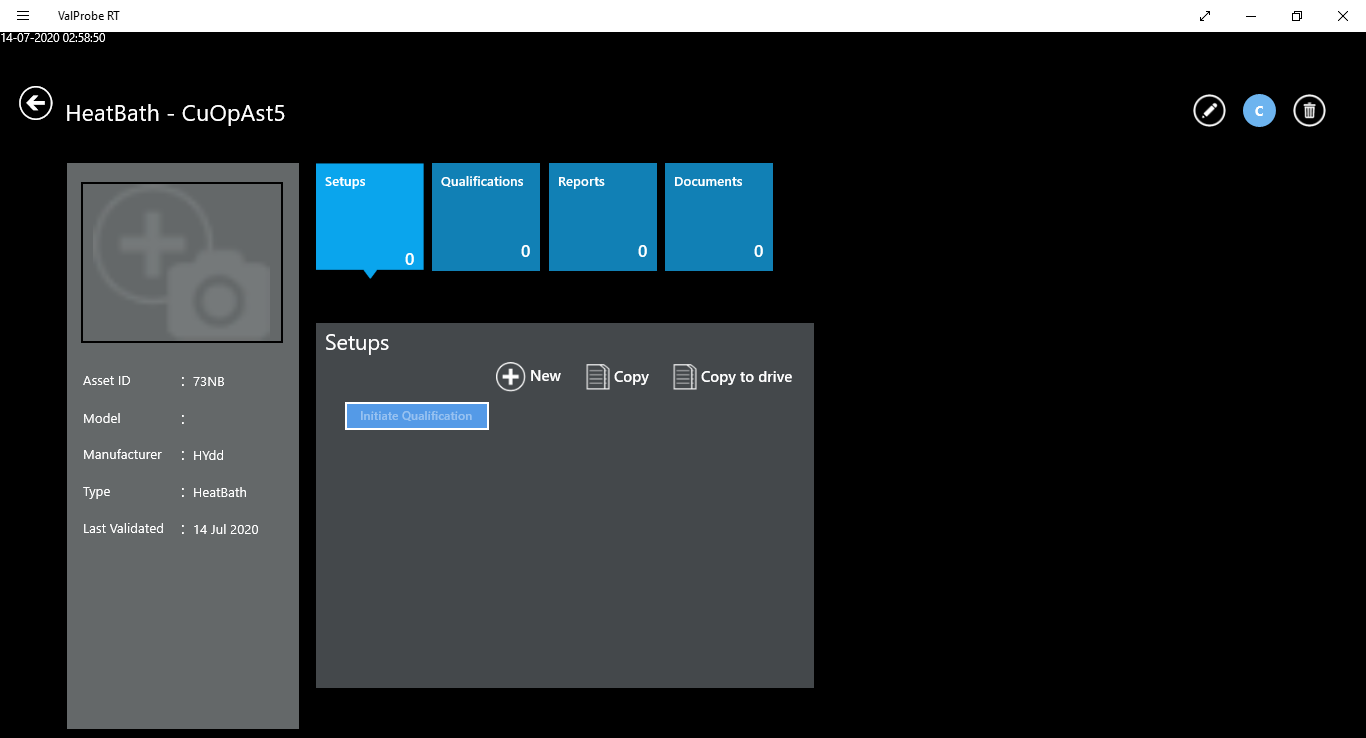 ValProbe RT
14-07-2020 02:58:50
HeatBath - CuOpAst5
C
Setups
0
Qualifications
0
Reports
0
Documents
0
Asset ID : 73NB
Model :
Manufacturer : HYdd
Type : HeatBath
Last Validated : 14 Jul 2020
Setups
New Copy Copy to drive
Initiate Qualification